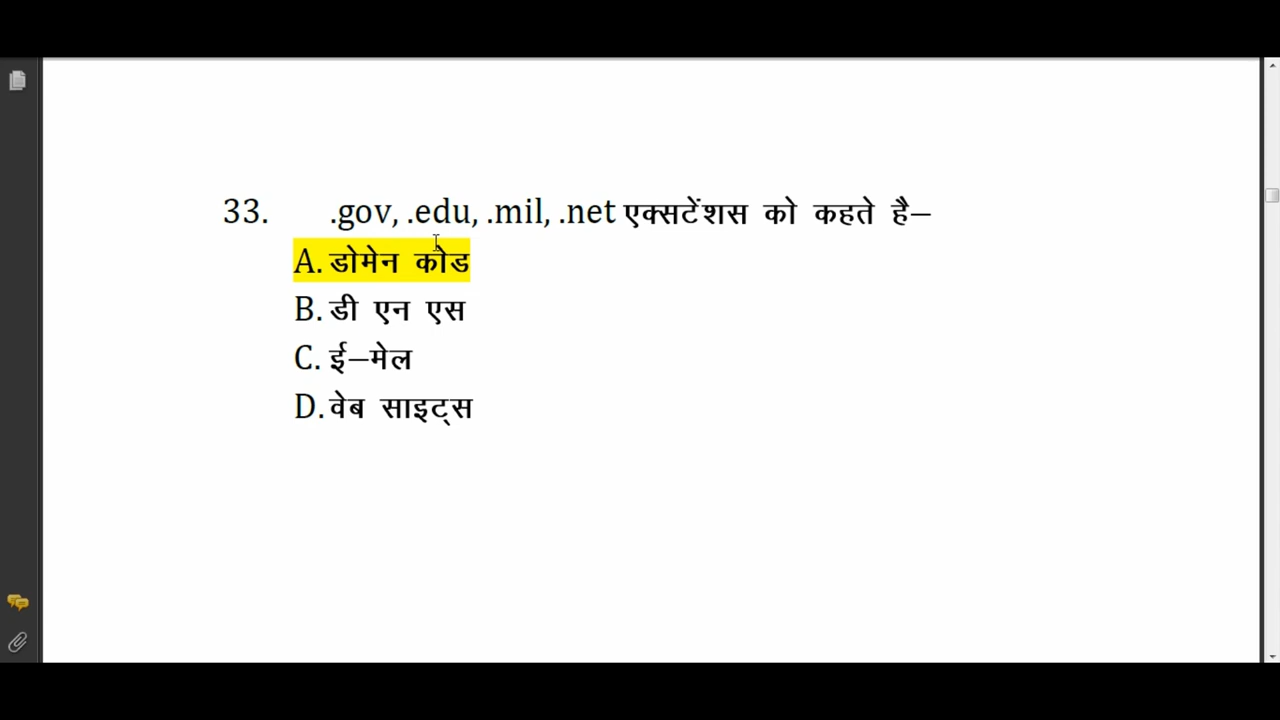 33. .gov, .edu, .mil, .net एक्सटेंशस को कहते है–
A. डोमेन कोड
B. डी एन एस
C. ई–मेल
D. वेब साइट्स